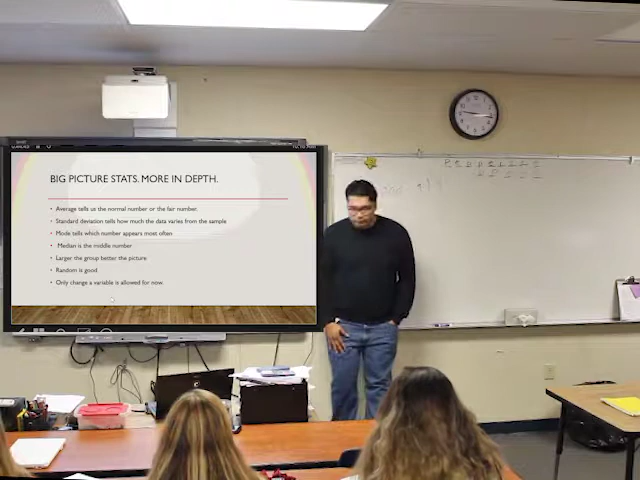 BIG PICTURE STATS. MORE IN DEPTH.
• Average tells us the normal number or the fair number.
• Standard deviation tells how much the data varies from the sample
• Mode tells which number appears most often
• Median is the middle number
• Larger the group better the picture
• Random is good
• Only change a variable is allowed for now.